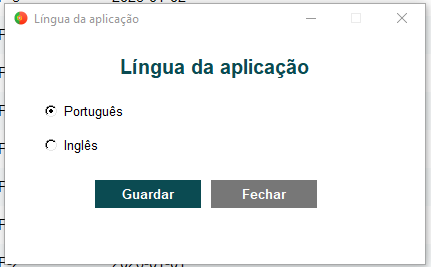 Língua da aplicação
Língua da aplicação
Português
Inglês
Guardar
Fechar